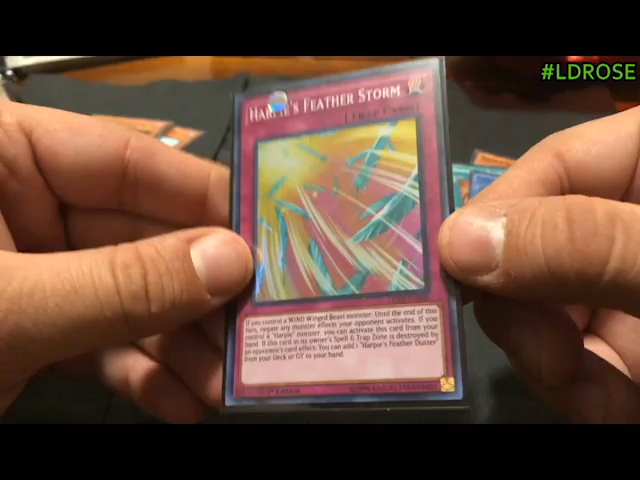 #LDROSE
HARPIE'S FEATHER STORM
[TRAP CARD]
If you control a WIND Winged Beast monster: Until the end of this
turn, negate any monster effects your opponent activates. If you
control a "Harpie" monster, you can activate this card from your
hand. If this card in its owner's Spell & Trap Zone is destroyed by
an opponent's card effect: You can add 1 "Harpie's Feather Duster"
from your Deck or GY to your hand.